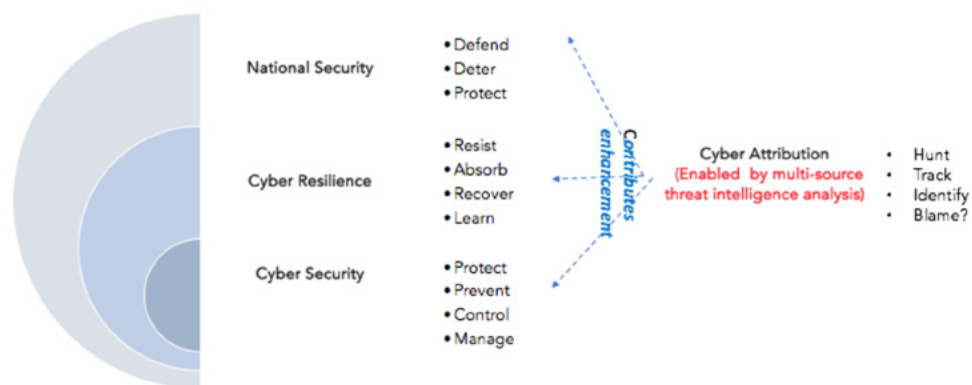 National Security
• Defend
• Deter
• Protect
Cyber Resilience
• Resist
• Absorb
• Recover
• Learn
Cyber Security
• Protect
• Prevent
• Control
• Manage
Contributes
enhancement
Cyber Attribution
(Enabled by multi-source
threat intelligence analysis)
• Hunt
• Track
• Identify
• Blame?